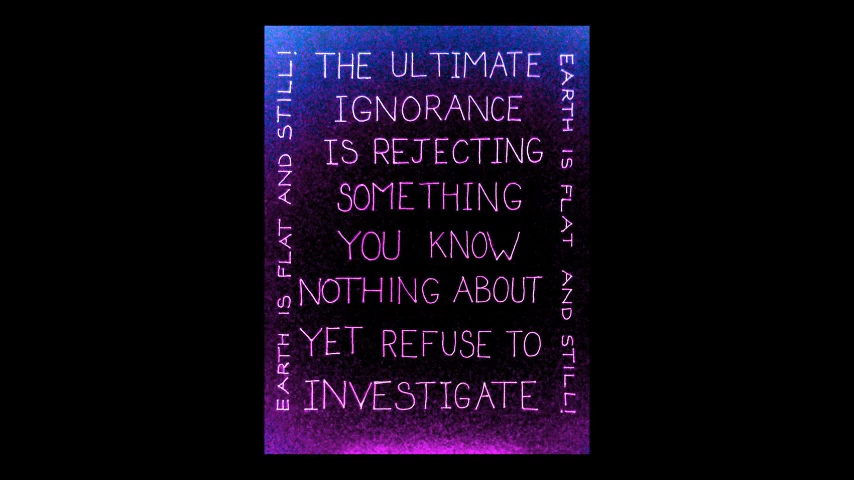 THE ULTIMATE
IGNORANCE
IS REJECTING
SOMETHING
YOU KNOW
NOTHING ABOUT
YET REFUSE TO
INVESTIGATE
EARTH IS FLAT AND STILL!
EARTH IS FLAT AND STILL!